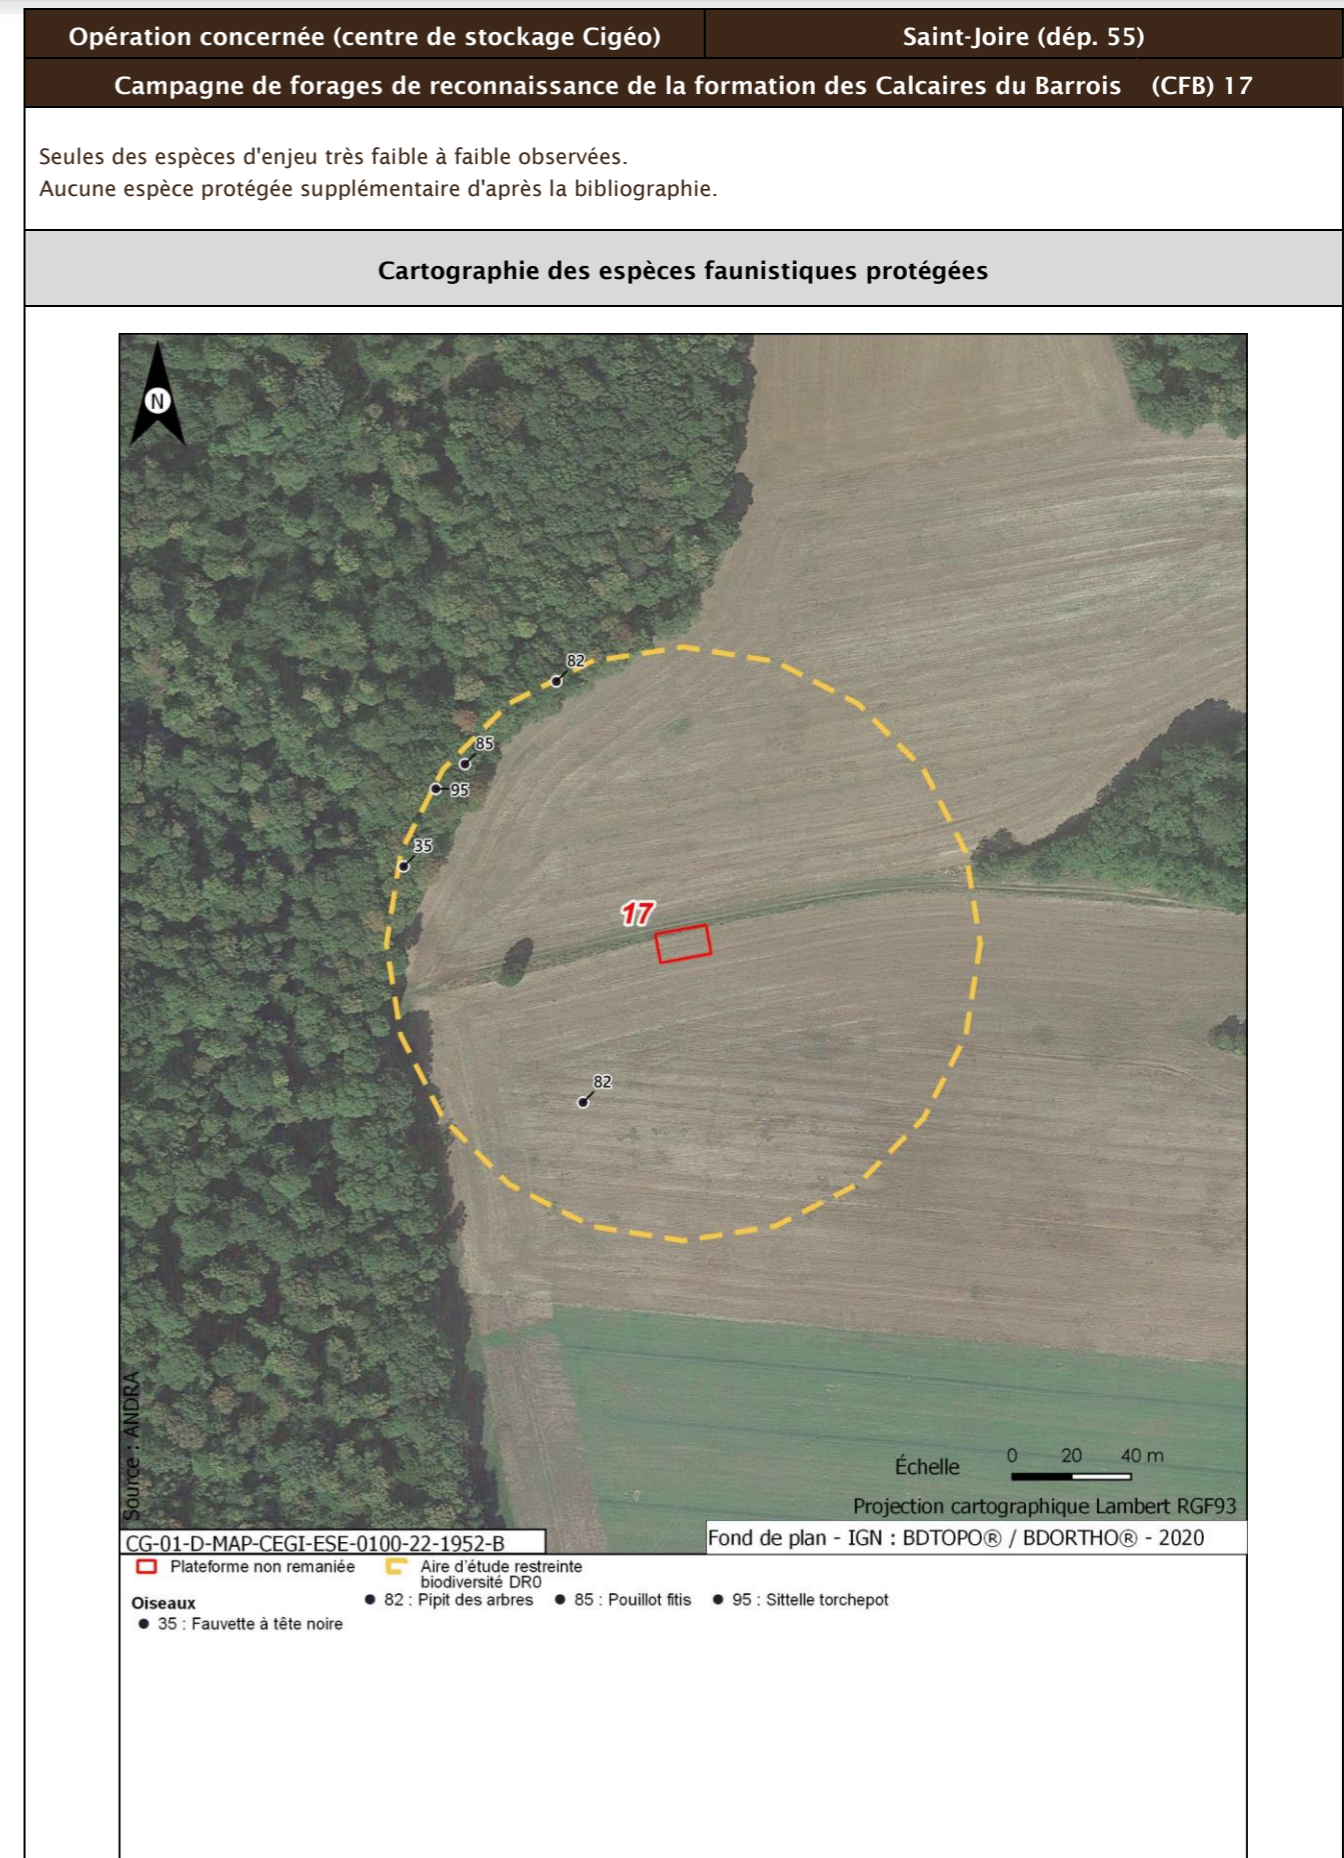 Opération concernée (centre de stockage Cigéo) Saint-Joire (dép. 55)
Campagne de forages de reconnaissance de la formation des Calcaires du Barrois (CFB) 17
Seules des espèces d'enjeu très faible à faible observées.
Aucune espèce protégée supplémentaire d'après la bibliographie.
Cartographie des espèces faunistiques protégées
N
82
85
95
35
17
82
Source : ANDRA
Échelle 0 20 40 m
Projection cartographique Lambert RGF93
CG-01-D-MAP-CEGI-ESE-0100-22-1952-B
Fond de plan - IGN : BDTOPO® / BDORTHO® - 2020
Plateforme non remaniée
Aire d'étude restreinte
biodiversité DR0
Oiseaux
35 : Fauvette à tête noire
82 : Pipit des arbres
85 : Pouillot fitis
95 : Sittelle torchepot